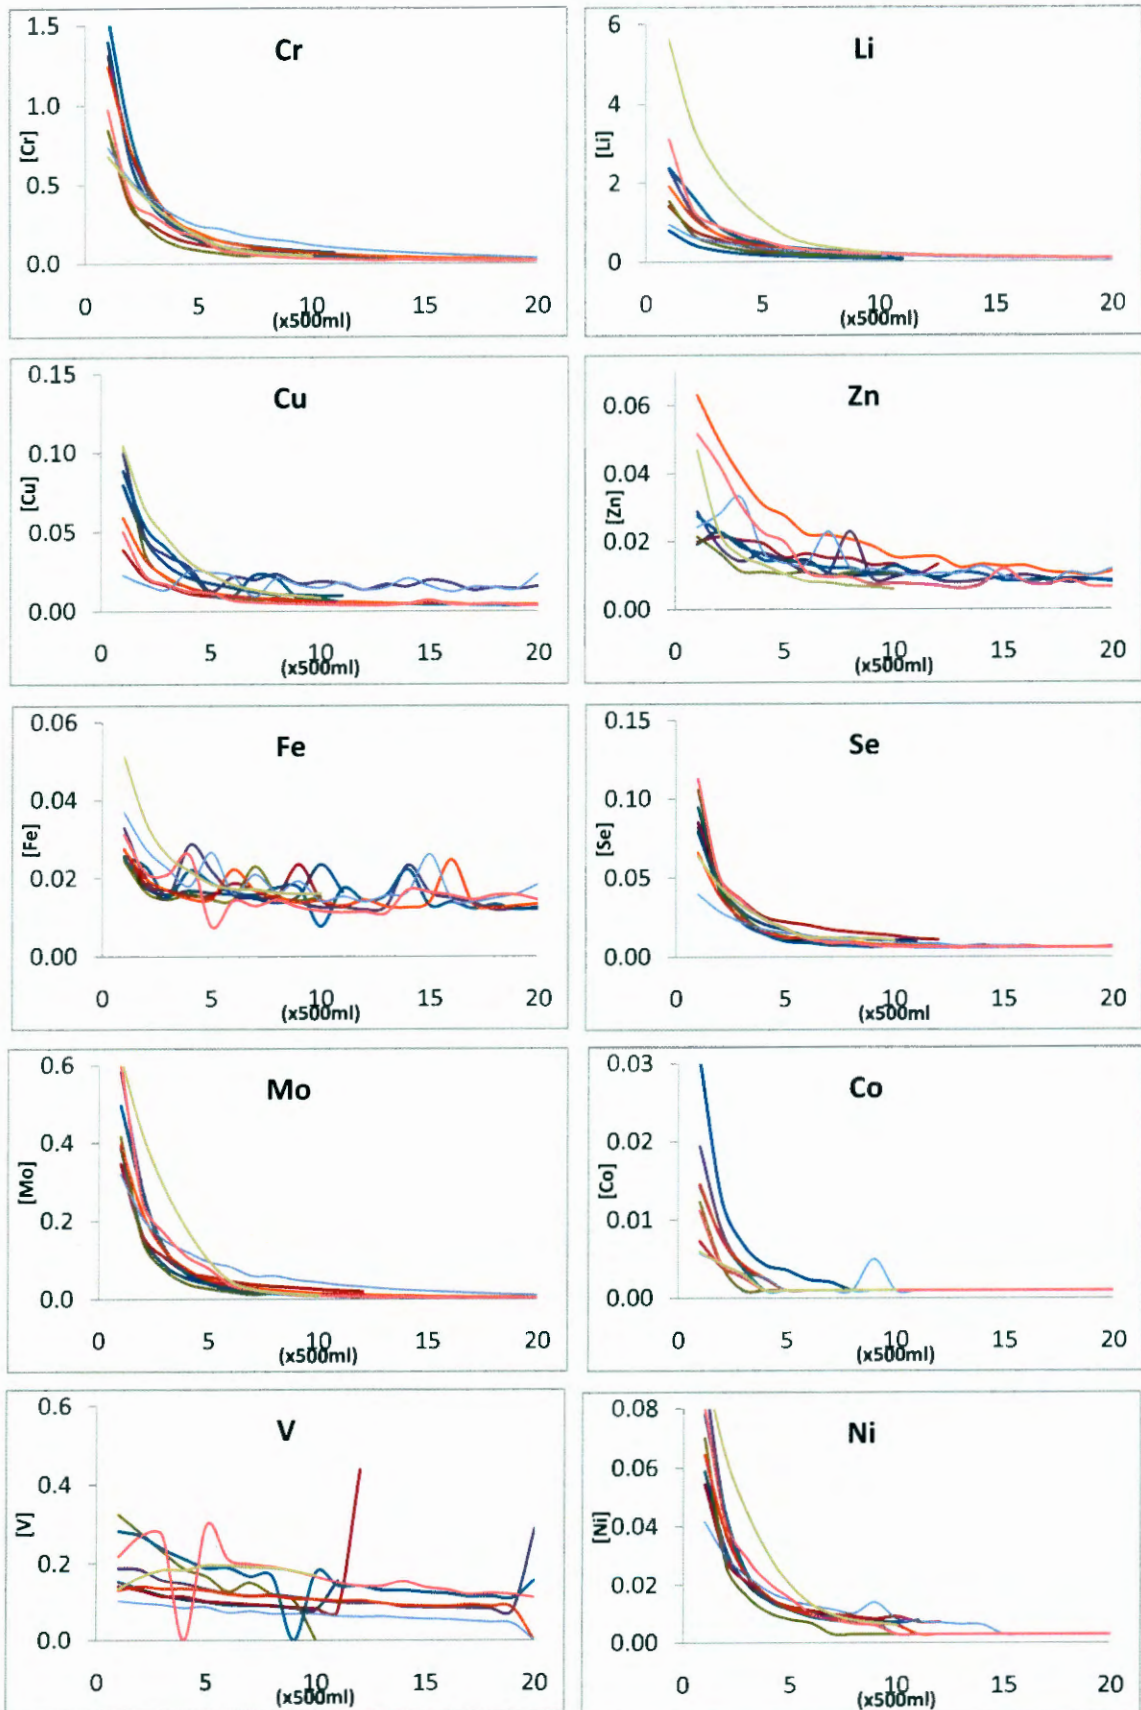 Cr
1.5
1.0
0.5
0.0
[Cr]
0 5 10 15 20
(x500ml)
Li
6
4
2
0
[Li]
0 5 10 15 20
(x500ml)
Cu
0.15
0.10
0.05
0.00
[Cu]
0 5 10 15 20
(x500ml)
Zn
0.06
0.04
0.02
0.00
[Zn]
0 5 10 15 20
(x500ml)
Fe
0.06
0.04
0.02
0.00
[Fe]
0 5 10 15 20
(x500ml)
Se
0.15
0.10
0.05
0.00
[Se]
0 5 10 15 20
(x500ml
Mo
0.6
0.4
0.2
0.0
[Mo]
0 5 10 15 20
(x500ml)
Co
0.03
0.02
0.01
0.00
[Co]
0 5 10 15 20
(x500ml)
V
0.6
0.4
0.2
0.0
[V]
0 5 10 15 20
(x500ml)
Ni
0.08
0.06
0.04
0.02
0.00
[Ni]
0 5 10 15 20
(x500ml)